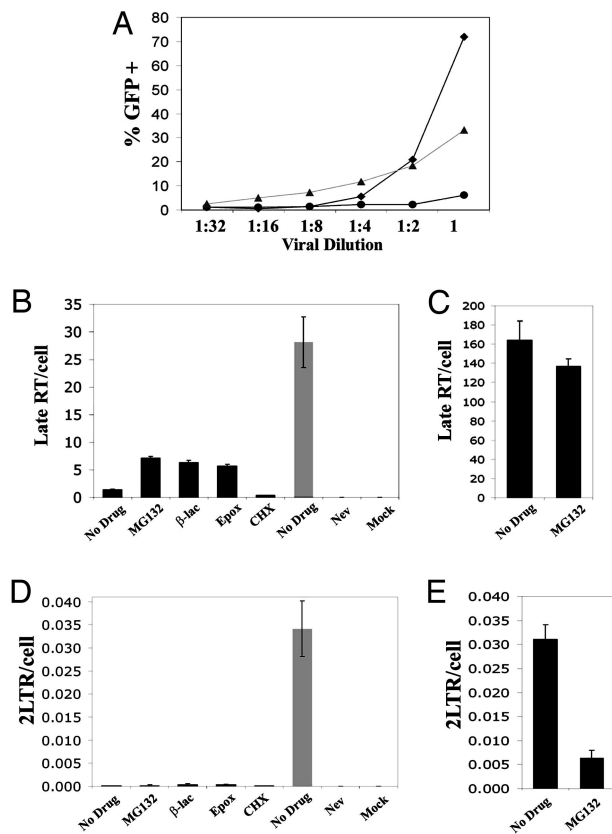 A
% GFP +
80
70
60
50
40
30
20
10
0
1:32 1:16 1:8 1:4 1:2 1
Viral Dilution
B
Late RT/cell
35
30
25
20
15
10
5
0
No Drug MG132 β-lac Epox CHX No Drug Nev Mock
C
Late RT/cell
200
180
160
140
120
100
80
60
40
20
0
No Drug MG132
D
2LTR/cell
0.040
0.035
0.030
0.025
0.020
0.015
0.010
0.005
0.000
No Drug MG132 β-lac Epox CHX No Drug Nev Mock
E
2LTR/cell
0.040
0.035
0.030
0.025
0.020
0.015
0.010
0.005
0.000
No Drug MG132